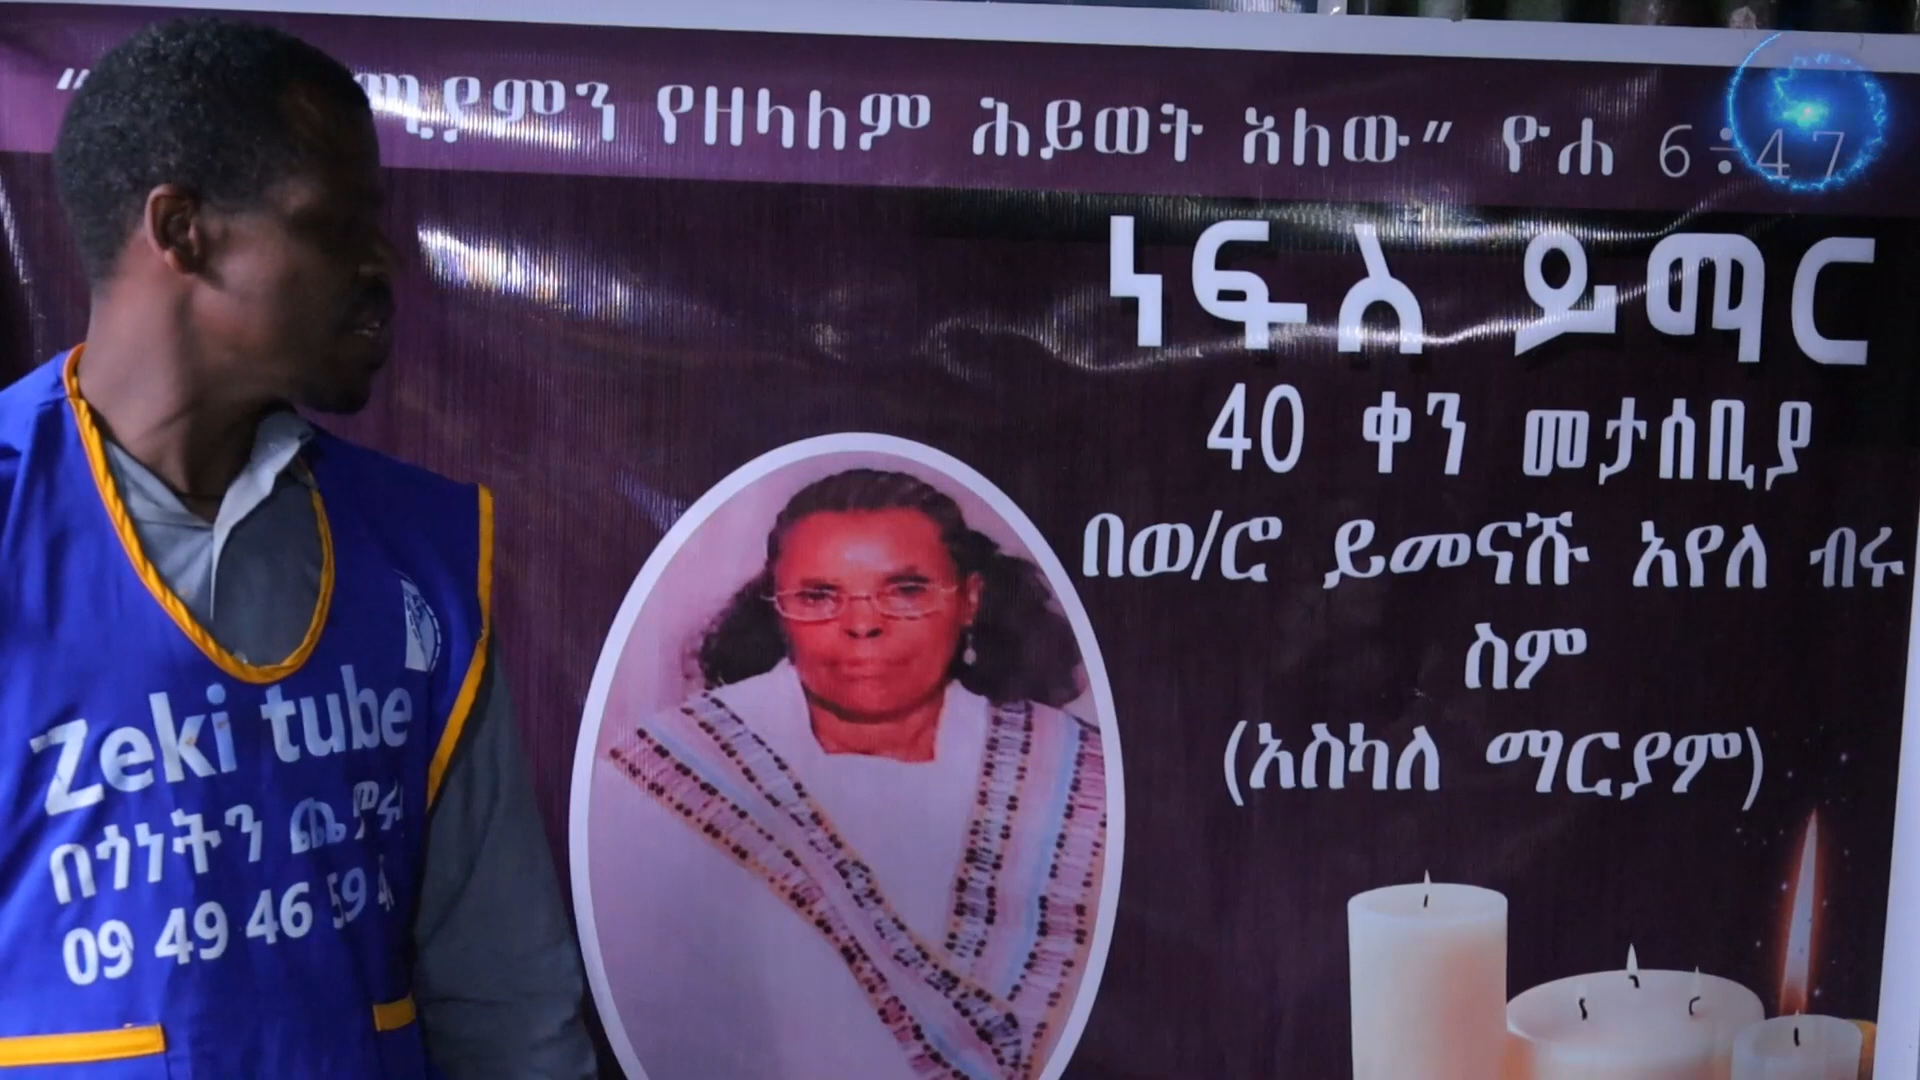 የዘላለም ሕይወት አለው” ዮሐ 6፥47
ነፍስ ይማር
40 ቀን መታሰቢያ
በወ/ሮ ይመናሹ አየለ ብሩ
ስም
(አስካለ ማርያም)
Zeki tube
በጎነትን
09 49 46 59